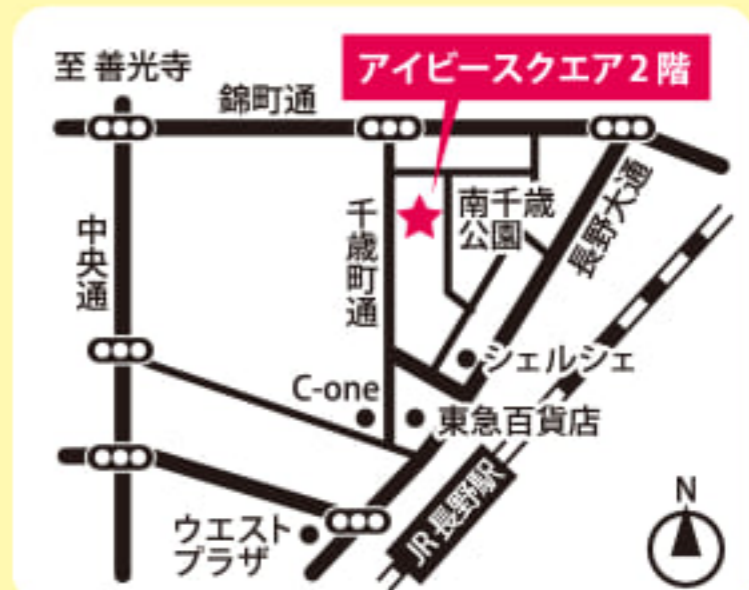 至 善光寺
アイビースクエア2階
錦町通
中央通
千歳町通
南千歳
公園
長野大通
シェルシェ
C-one
東急百貨店
ウエスト
プラザ
JR長野駅
N